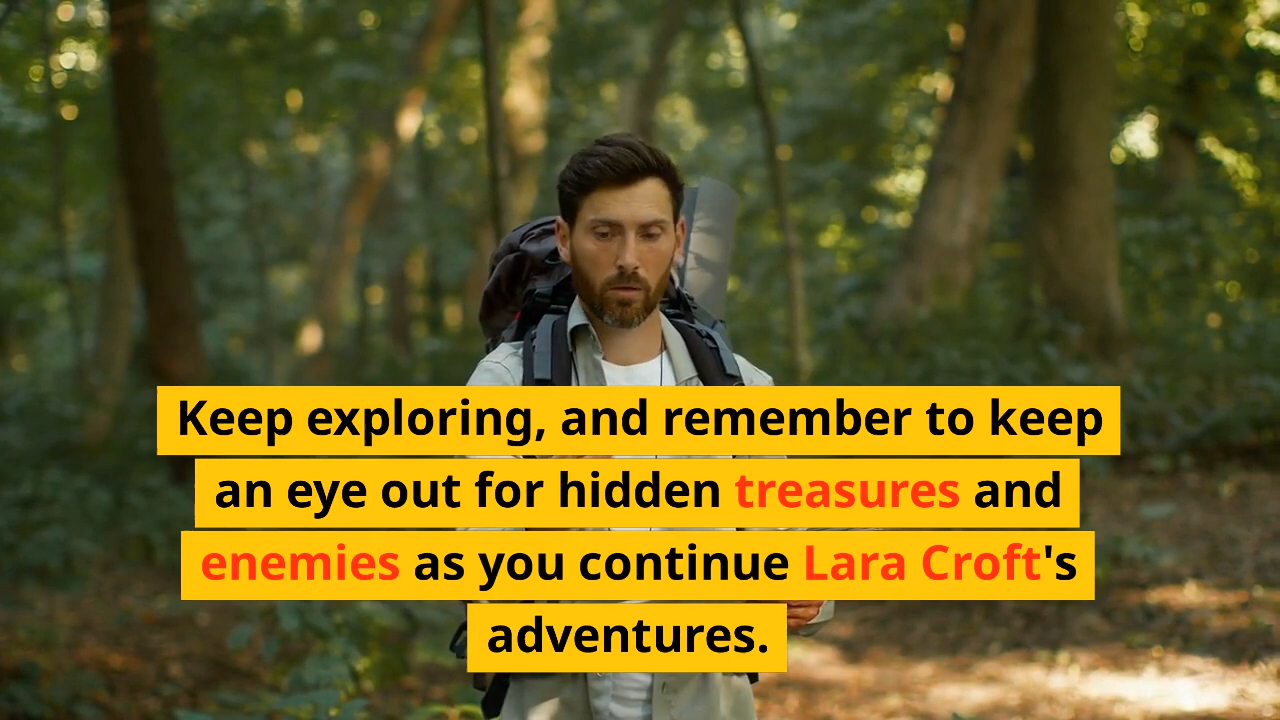 Keep exploring, and remember to keep
an eye out for hidden treasures and
enemies as you continue Lara Croft's
adventures.